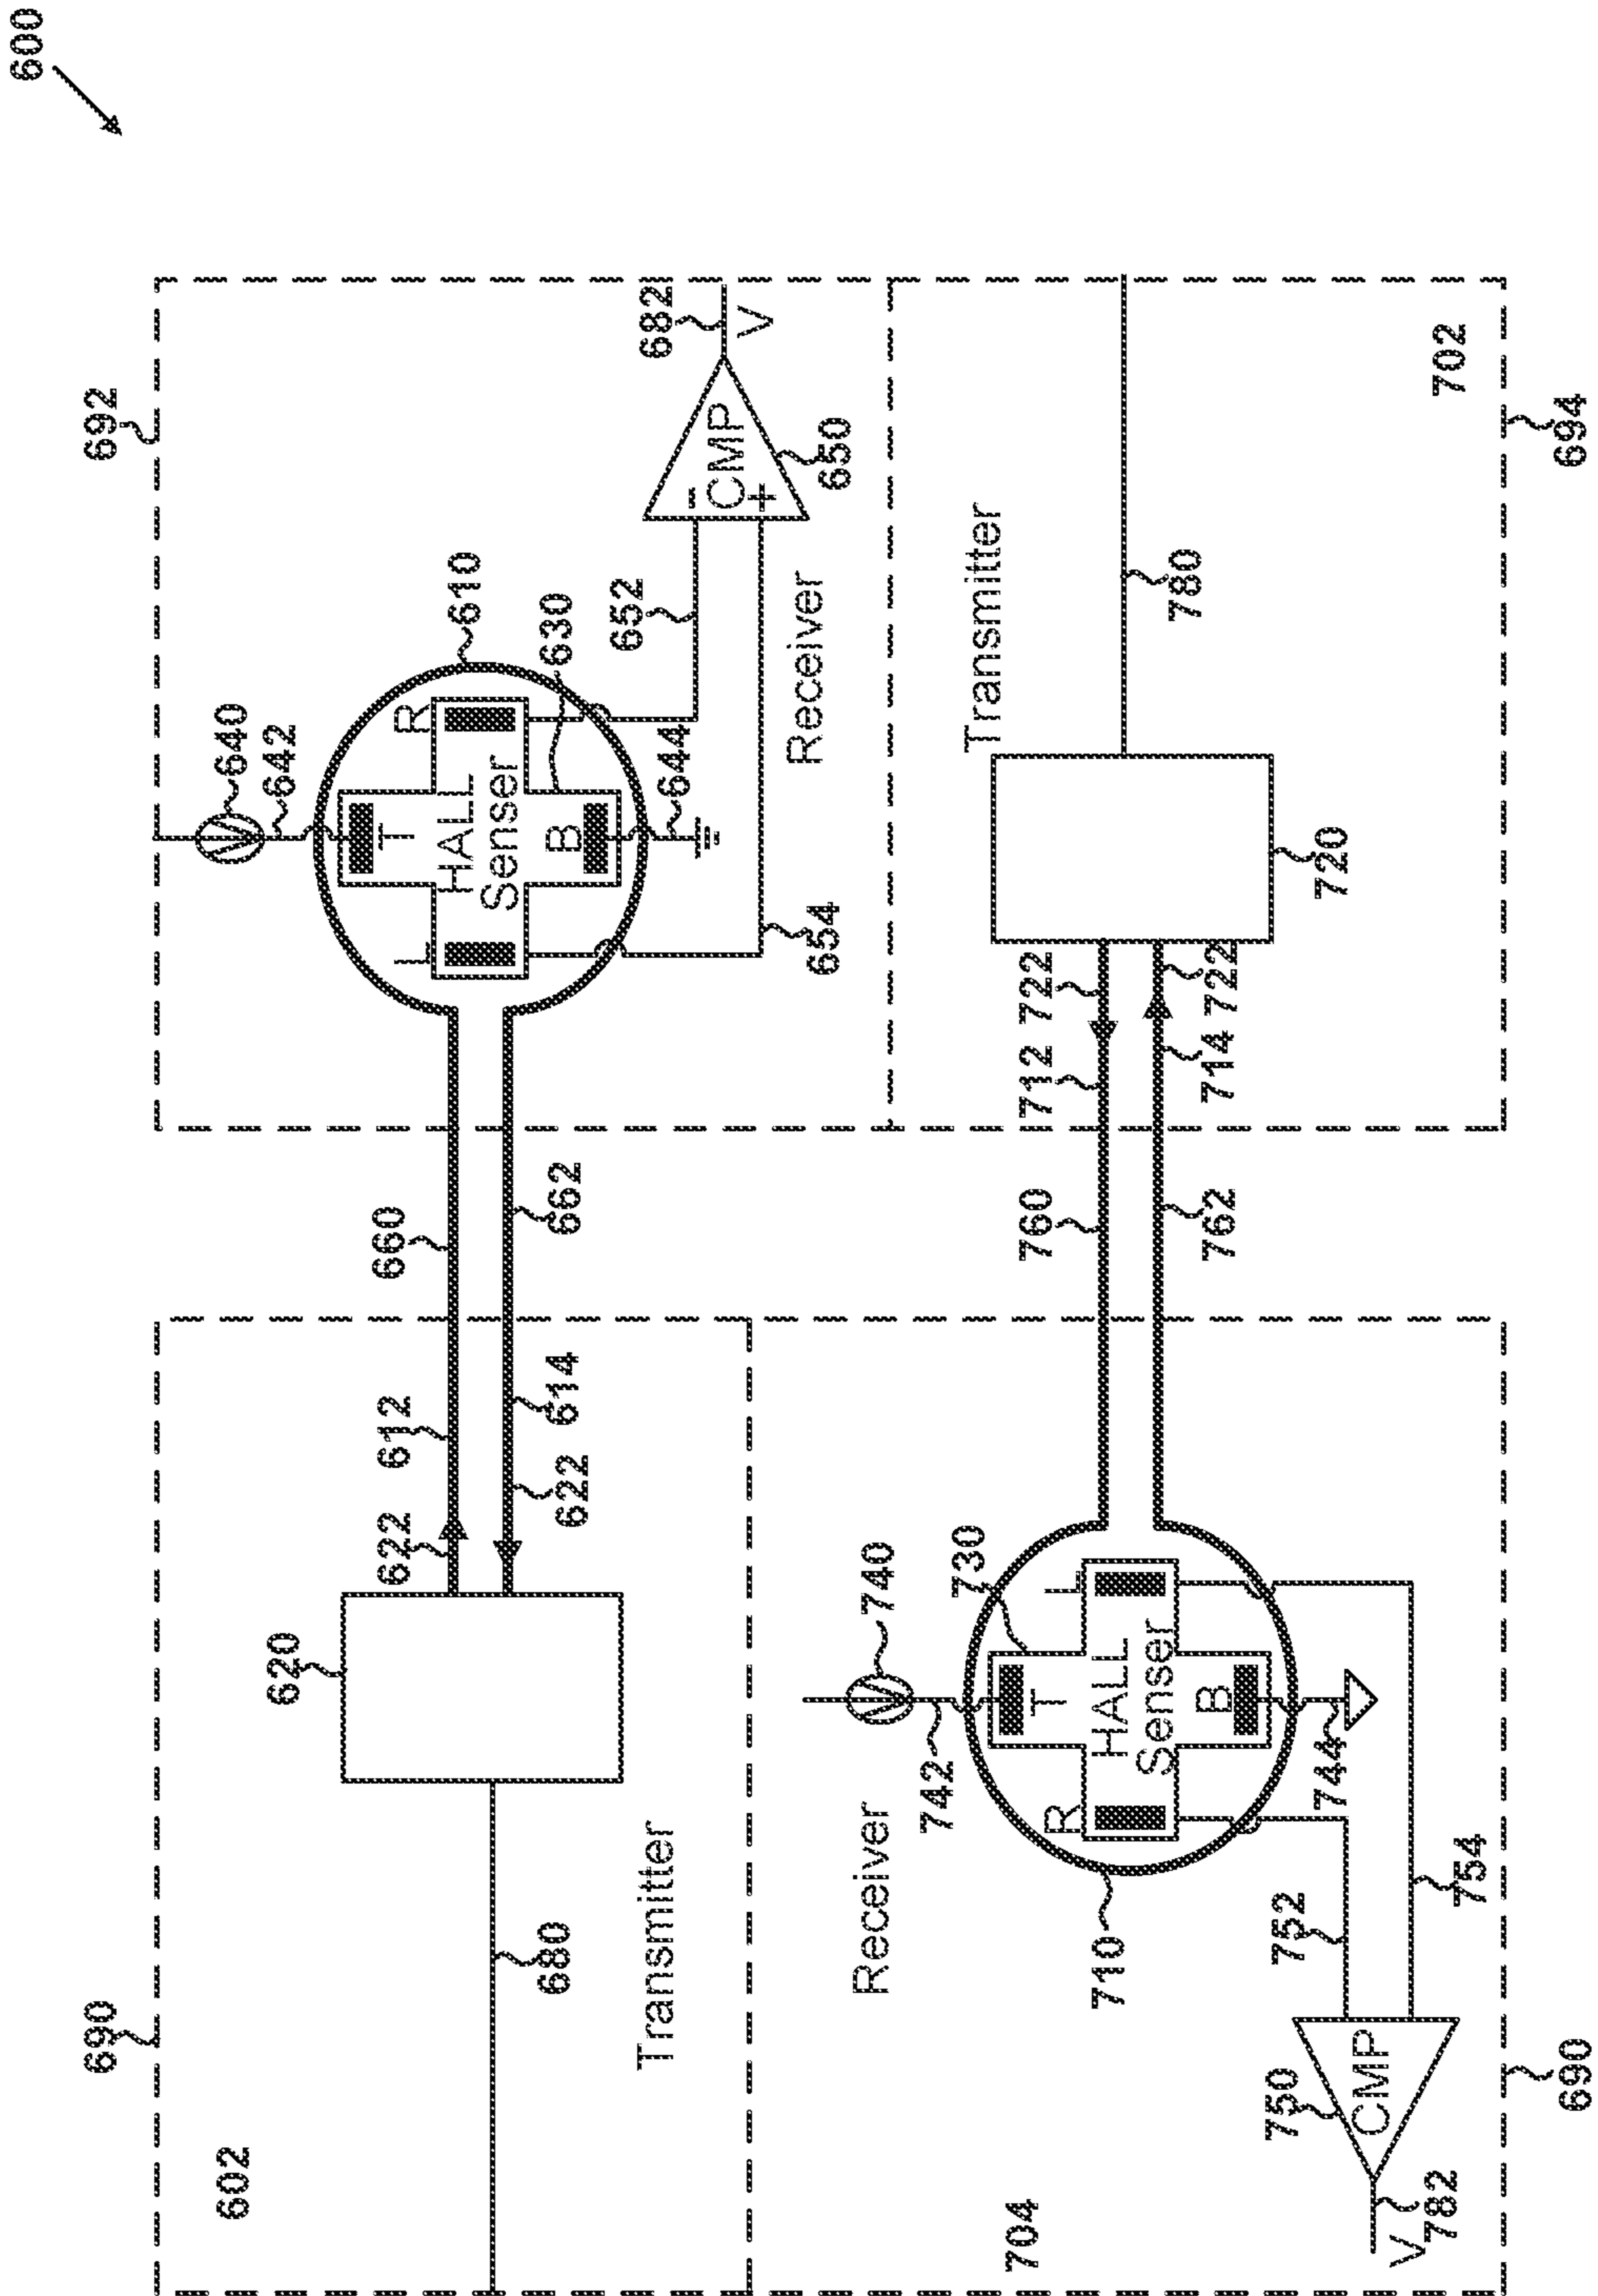 600
690
692
602
620
622
612
660
640
642
610
T
L
HALL
Senser
R
B
630
644
652
682
V
-
CMP
+
650
654
680
622
614
662
Transmitter
Receiver
704
Receiver
740
742
730
T
R
HALL
Senser
L
B
710
744
752
754
750
CMP
V
782
690
760
762
712
722
714
722
Transmitter
720
780
702
694